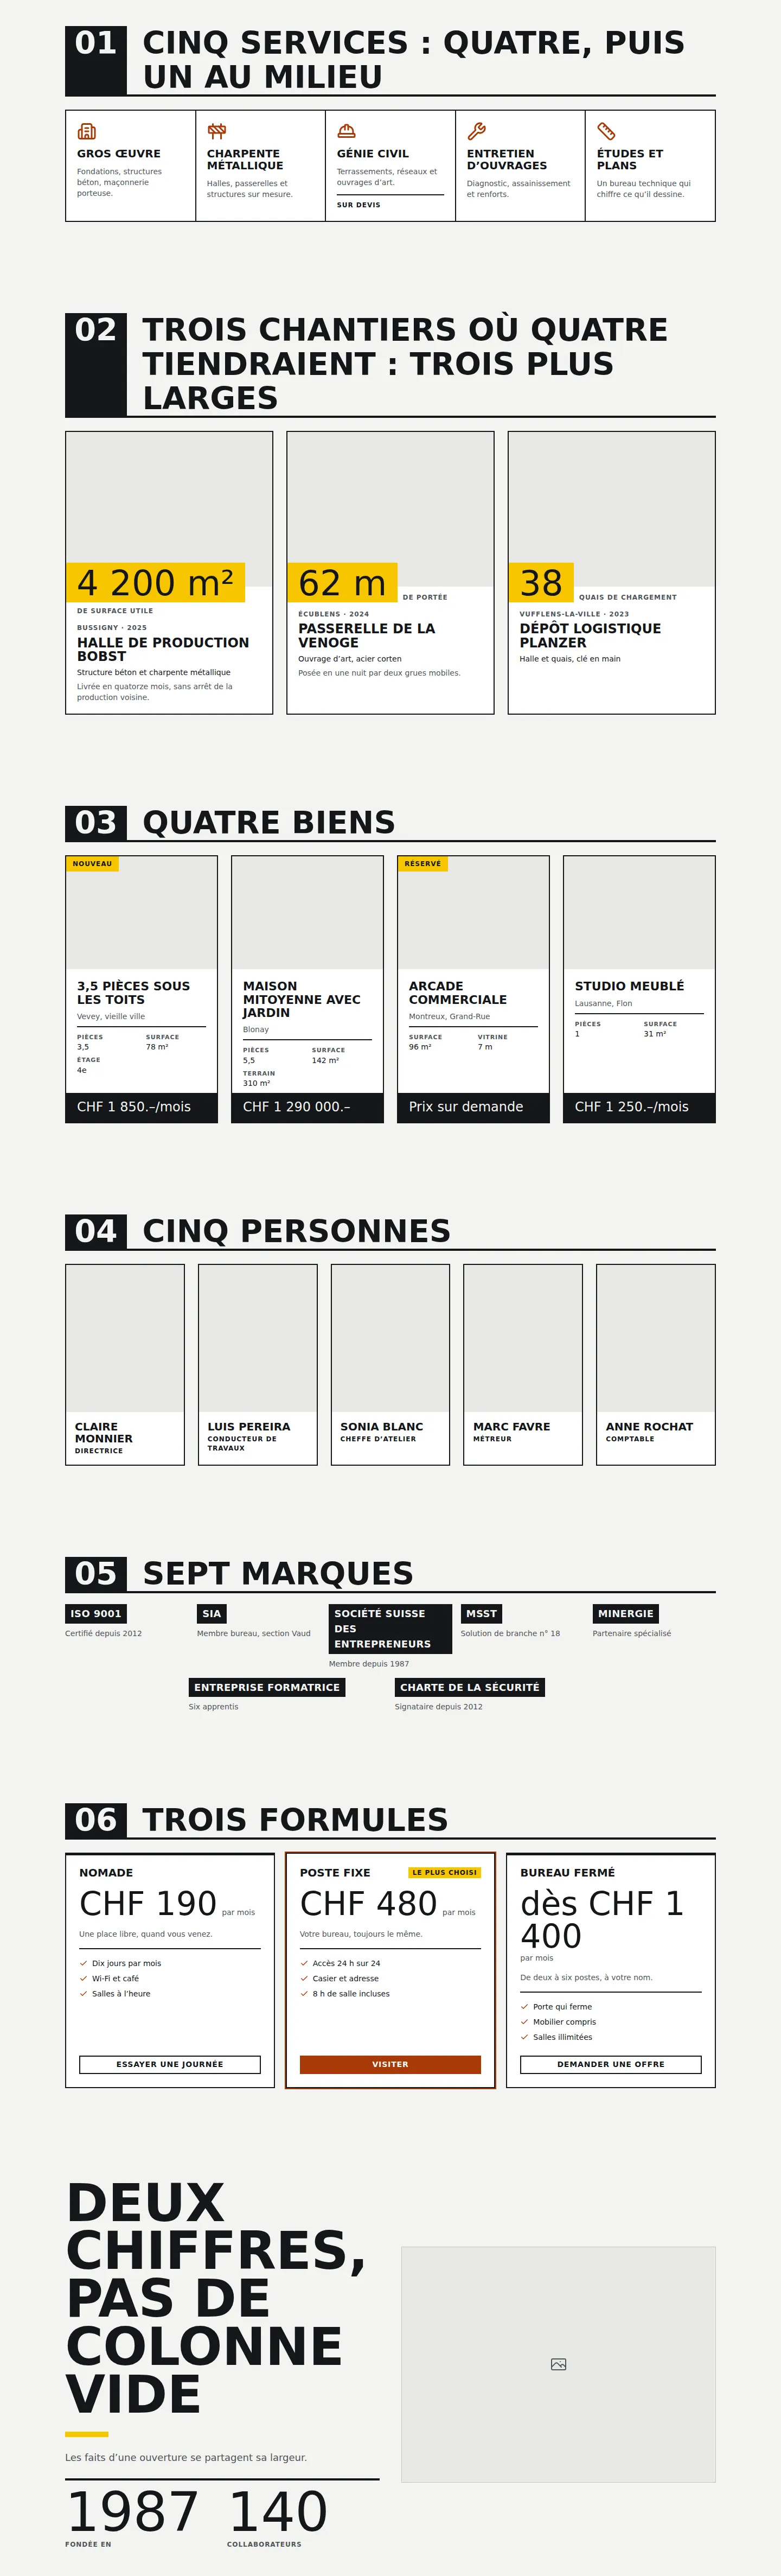 01
CINQ SERVICES : QUATRE, PUIS
UN AU MILIEU
GROS ŒUVRE
Fondations, structures
béton, maçonnerie
porteuse.
CHARPENTE
MÉTALLIQUE
Halles, passerelles et
structures sur mesure.
GÉNIE CIVIL
Terrassements, réseaux et
ouvrages d’art.
SUR DEVIS
ENTRETIEN
D’OUVRAGES
Diagnostic, assainissement
et renforts.
ÉTUDES ET
PLANS
Un bureau technique qui
chiffre ce qu’il dessine.
02
TROIS CHANTIERS OÙ QUATRE
TIENDRAIENT : TROIS PLUS
LARGES
4 200 m²
DE SURFACE UTILE
BUSSIGNY · 2025
HALLE DE PRODUCTION
BOBST
Structure béton et charpente métallique
Livrée en quatorze mois, sans arrêt de la
production voisine.
62 m
DE PORTÉE
ÉCUBLENS · 2024
PASSERELLE DE LA
VENOGE
Ouvrage d’art, acier corten
Posée en une nuit par deux grues mobiles.
38
QUAIS DE CHARGEMENT
VUFFLENS-LA-VILLE · 2023
DÉPÔT LOGISTIQUE
PLANZER
Halle et quais, clé en main
03
QUATRE BIENS
NOUVEAU
3,5 PIÈCES SOUS
LES TOITS
Vevey, vieille ville
PIÈCES
SURFACE
3,5
78 m²
ÉTAGE
4e
CHF 1 850.–/mois
MAISON
MITOYENNE AVEC
JARDIN
Blonay
PIÈCES
SURFACE
5,5
142 m²
TERRAIN
310 m²
CHF 1 290 000.–
RÉSERVÉ
ARCADE
COMMERCIALE
Montreux, Grand-Rue
SURFACE
VITRINE
96 m²
7 m
Prix sur demande
STUDIO MEUBLÉ
Lausanne, Flon
PIÈCES
SURFACE
1
31 m²
CHF 1 250.–/mois
04
CINQ PERSONNES
CLAIRE
MONNIER
DIRECTRICE
LUIS PEREIRA
CONDUCTEUR DE
TRAVAUX
SONIA BLANC
CHEFFE D’ATELIER
MARC FAVRE
MÉTREUR
ANNE ROCHAT
COMPTABLE
05
SEPT MARQUES
ISO 9001
Certifié depuis 2012
SIA
Membre bureau, section Vaud
SOCIÉTÉ SUISSE
DES
ENTREPRENEURS
Membre depuis 1987
MSST
Solution de branche n° 18
MINERGIE
Partenaire spécialisé
ENTREPRISE FORMATRICE
Six apprentis
CHARTE DE LA SÉCURITÉ
Signataire depuis 2012
06
TROIS FORMULES
NOMADE
CHF 190 par mois
Une place libre, quand vous venez.
Dix jours par mois
Wi-Fi et café
Salles à l’heure
ESSAYER UNE JOURNÉE
POSTE FIXE
LE PLUS CHOISI
CHF 480 par mois
Votre bureau, toujours le même.
Accès 24 h sur 24
Casier et adresse
8 h de salle incluses
VISITER
BUREAU FERMÉ
dès CHF 1
400
par mois
De deux à six postes, à votre nom.
Porte qui ferme
Mobilier compris
Salles illimitées
DEMANDER UNE OFFRE
DEUX
CHIFFRES,
PAS DE
COLONNE
VIDE
Les faits d’une ouverture se partagent sa largeur.
1987
FONDÉE EN
140
COLLABORATEURS